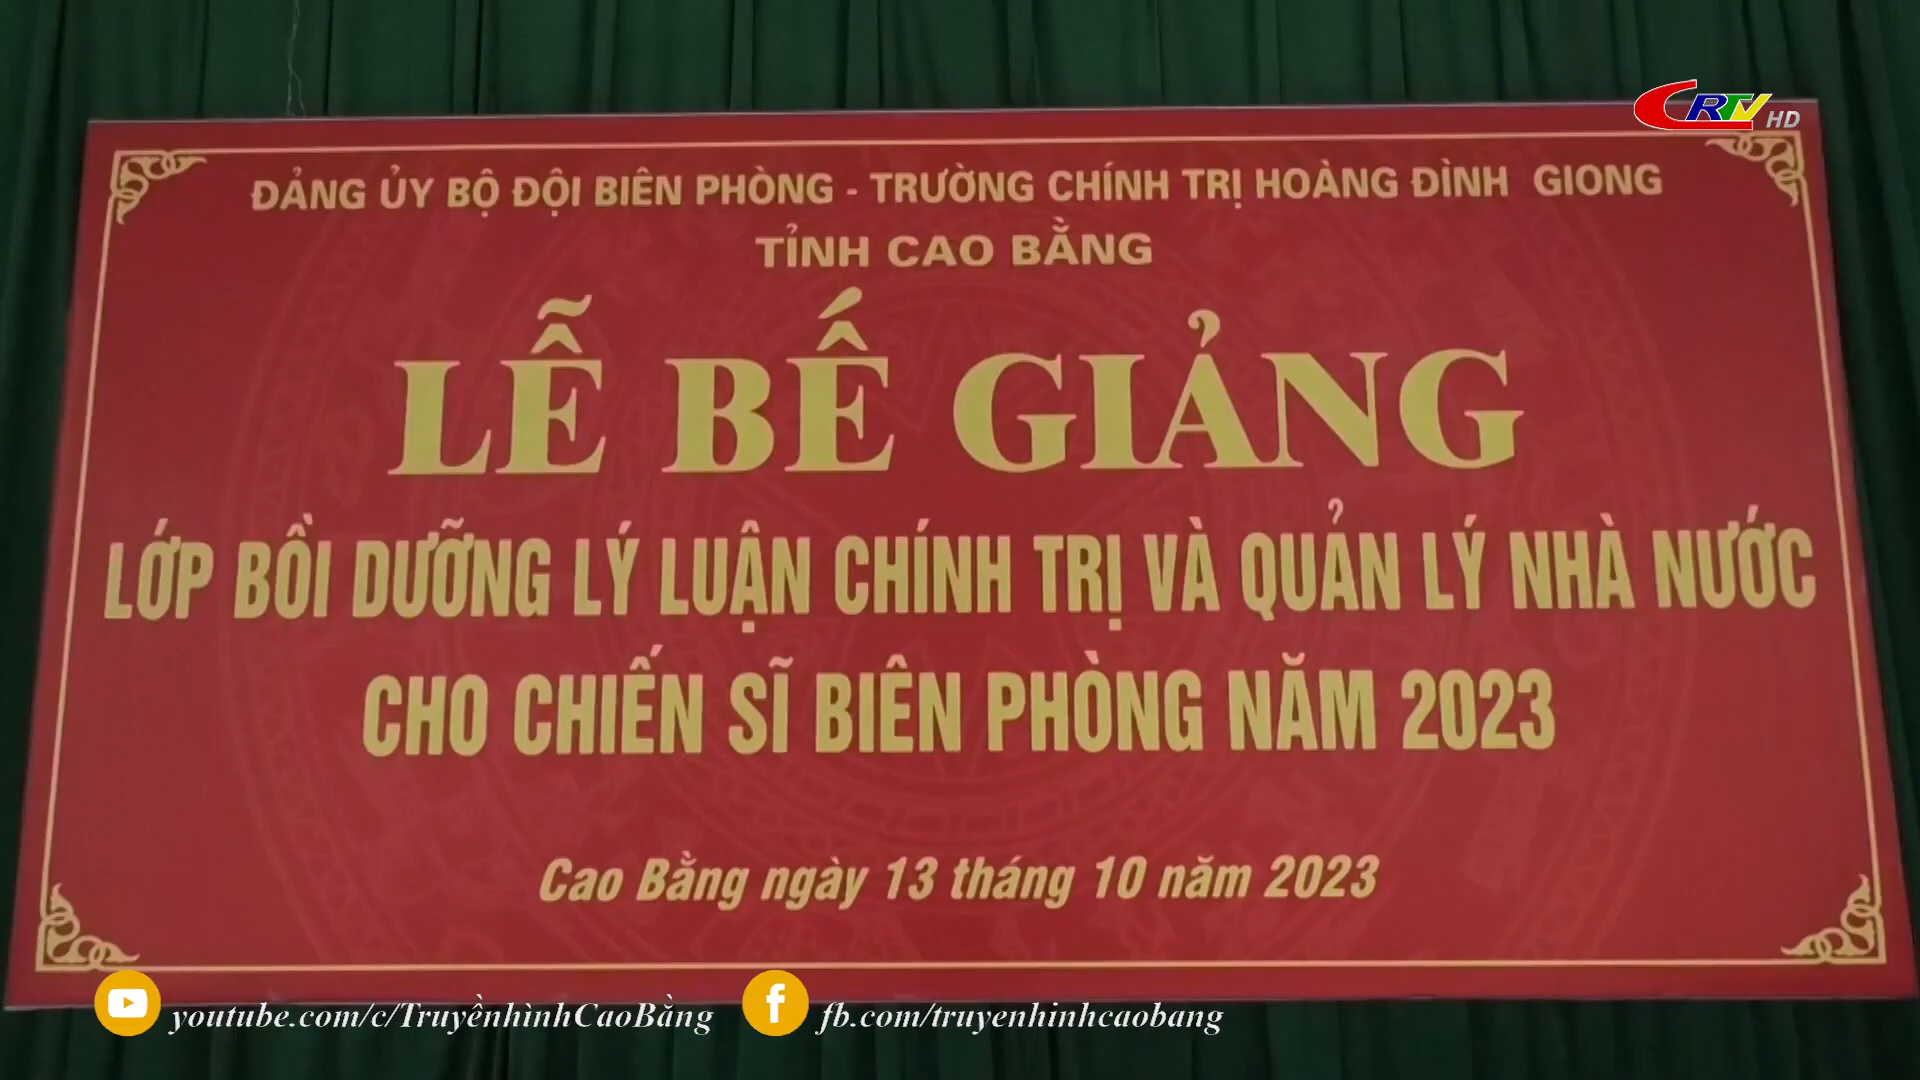 CRTV HD
ĐẢNG ỦY BỘ ĐỘI BIÊN PHÒNG - TRƯỜNG CHÍNH TRỊ HOÀNG ĐÌNH GIONG
TỈNH CAO BẰNG
LỄ BẾ GIẢNG
LỚP BỒI DƯỠNG LÝ LUẬN CHÍNH TRỊ VÀ QUẢN LÝ NHÀ NƯỚC
CHO CHIẾN SĨ BIÊN PHÒNG NĂM 2023
Cao Bằng ngày 13 tháng 10 năm 2023
youtube.com/c/TruyềnhìnhCaoBằng fb.com/truyenhinhcaobang